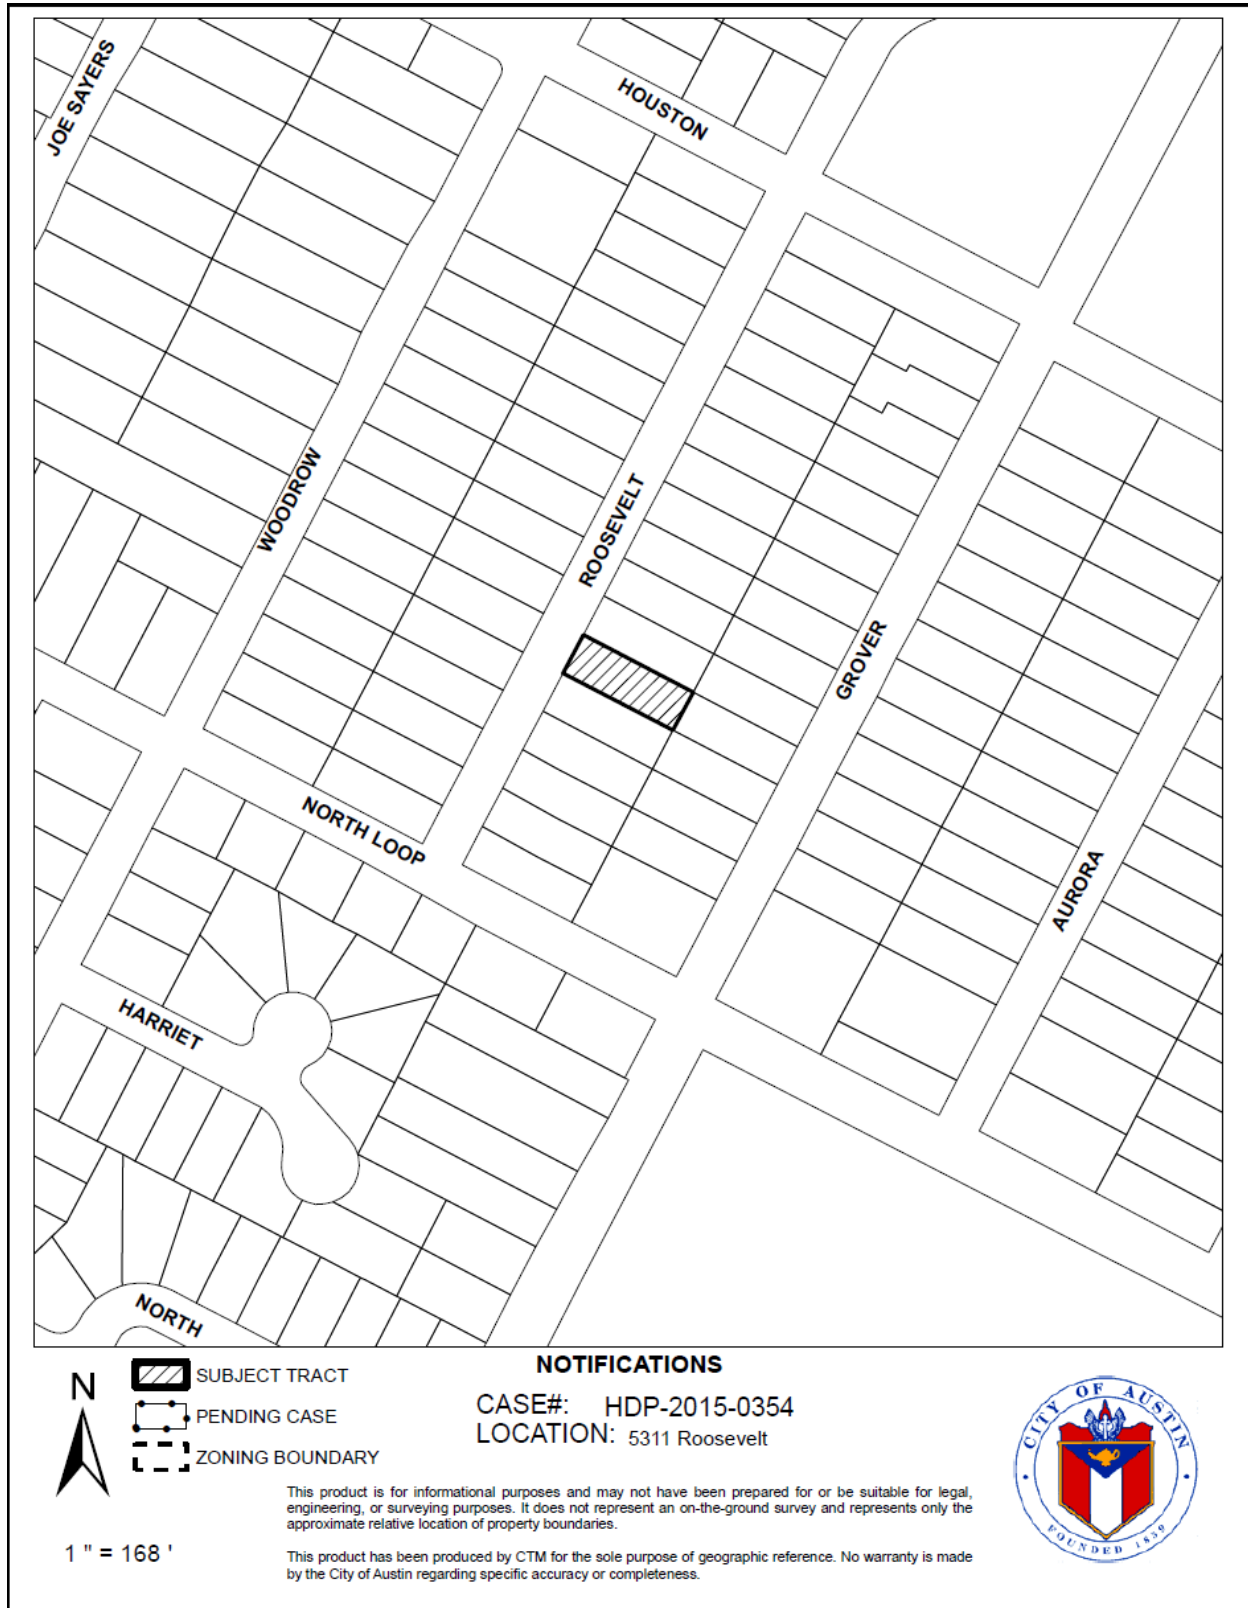 JOE SAYERS
HOUSTON
WOODROW
ROOSEVELT
GROVER
NORTH LOOP
AURORA
HARRIET
NORTH
N
1 " = 168 '
SUBJECT TRACT
PENDING CASE
ZONING BOUNDARY
NOTIFICATIONS
CASE#: HDP-2015-0354
LOCATION: 5311 Roosevelt
This product is for informational purposes and may not have been prepared for or be suitable for legal,
engineering, or surveying purposes. It does not represent an on-the-ground survey and represents only the
approximate relative location of property boundaries.
This product has been produced by CTM for the sole purpose of geographic reference. No warranty is made
by the City of Austin regarding specific accuracy or completeness.
CITY OF AUSTIN
FOUNDED 1839